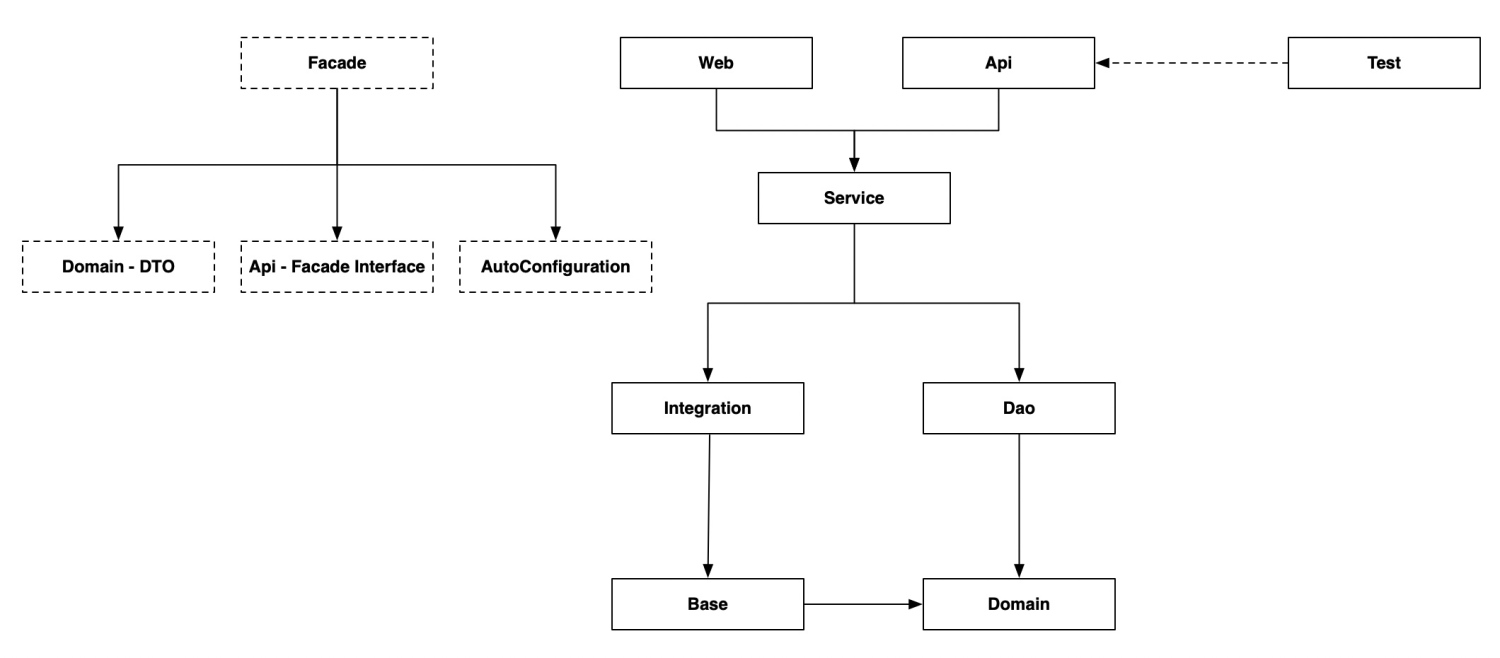 Facade
Web
Api
Test
Service
Domain - DTO
Api - Facade Interface
AutoConfiguration
Integration
Dao
Base
Domain